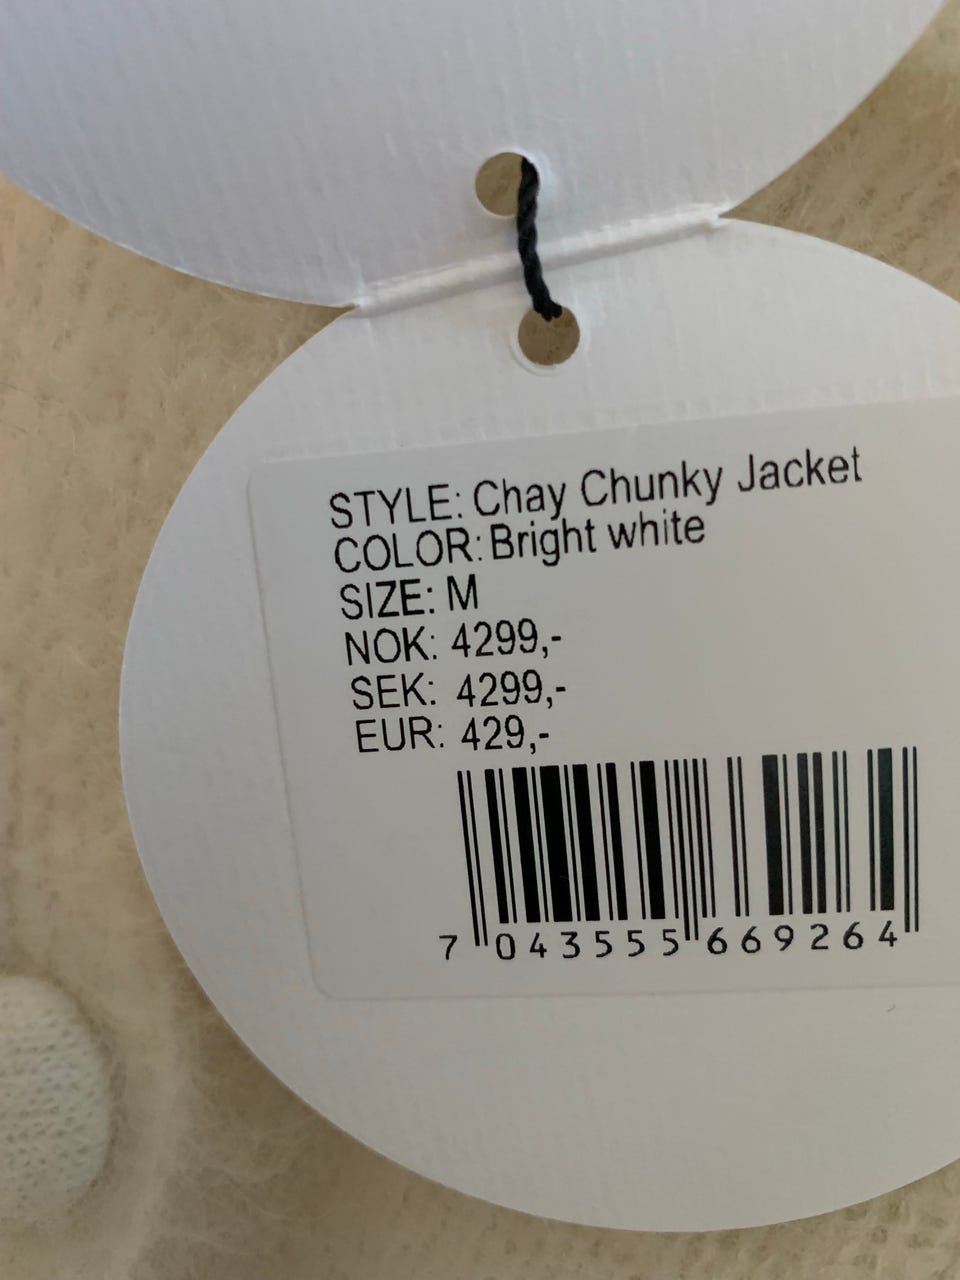 STYLE: Chay Chunky Jacket
COLOR: Bright white
SIZE: M
NOK: 4299,-
SEK: 4299,-
EUR: 429,-
7 043555 669264